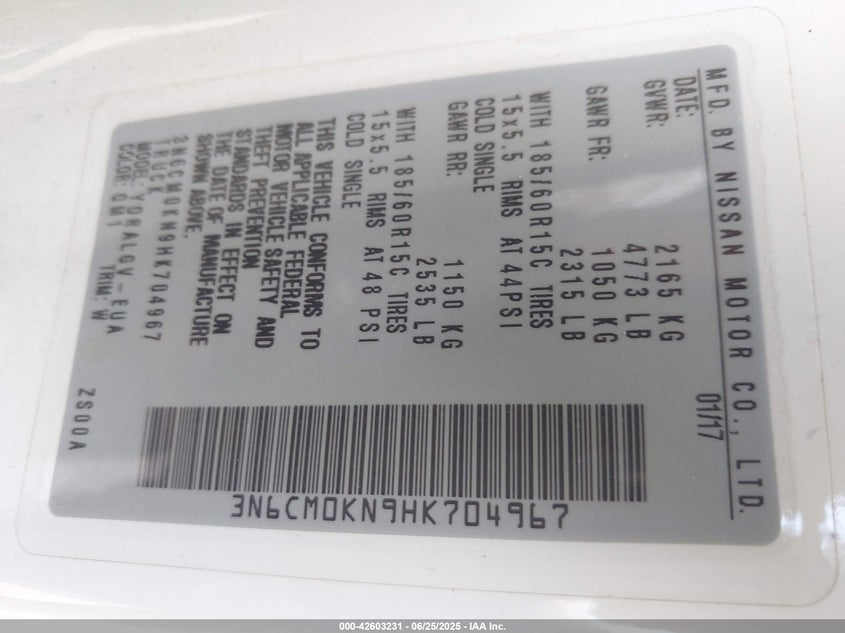 MFD. BY NISSAN MOTOR CO., LTD.
DATE: 01/17
GVWR: 2165 KG
4773 LB
GAWR FR: 1050 KG
2315 LB
WITH 185/60R15C TIRES
15x5.5 RIMS AT 44PSI
COLD SINGLE
GAWR RR: 1150 KG
2535 LB
WITH 185/60R15C TIRES
15x5.5 RIMS AT 48 PSI
COLD SINGLE
THIS VEHICLE CONFORMS TO
ALL APPLICABLE FEDERAL
MOTOR VEHICLE SAFETY AND
THEFT PREVENTION
STANDARDS IN EFFECT ON
THE DATE OF MANUFACTURE
SHOWN ABOVE.
3N6CM0KN9HK704967
TRUCK
MODEL: YDRALGV-EUA
COLOR: QM1 TRIM: W
ZS00A
3N6CM0KN9HK704967
000-42603231 - 06/25/2025 - IAA Inc.